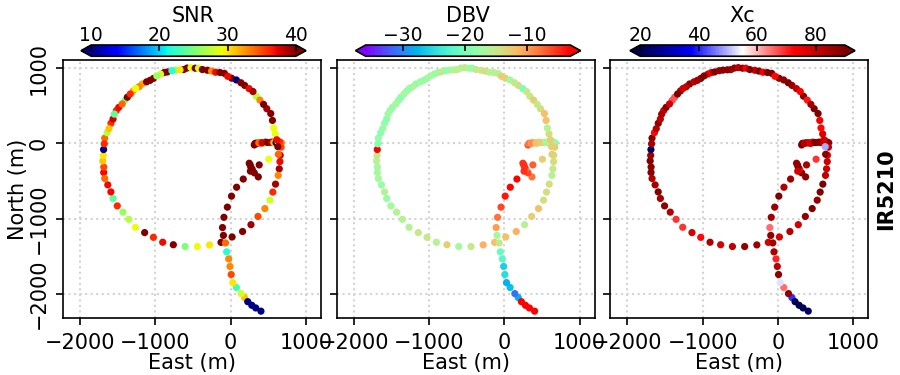 SNR DBV Xc
10 20 30 40 −30 −20 −10 20 40 60 80
1000
0
−1000
−2000
North (m)
IR5210
−2000 −1000 0 1000 −2000 −1000 0 1000 −2000 −1000 0 1000
East (m) East (m) East (m)